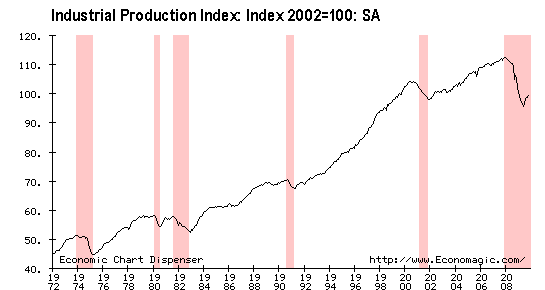 Industrial Production Index: Index 2002=100: SA
120.
110.
100.
90.
80.
70.
60.
50.
40.
Economic Chart Dispenser
http://www.Economagic.com/
19 19 19 19 19 19 19 19 19 19 19 19 19 19 20 20 20 20 20
72 74 76 78 80 82 84 86 88 90 92 94 96 98 00 02 04 06 08